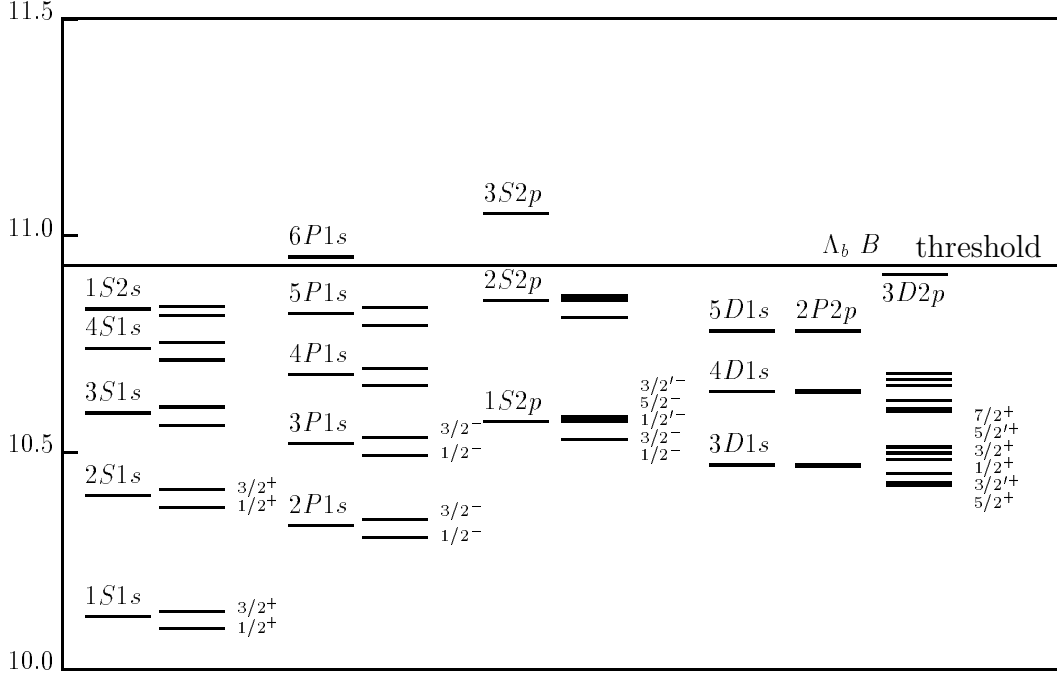 11.5
3S2p
11.0
6P1s
Λb B threshold
1S2s
5P1s
2S2p
3D2p
4S1s
5D1s 2P2p
4P1s
4D1s
3S1s
3P1s
1S2p
3/2′−
5/2−
1/2′−
3/2−
1/2−
3/2−
1/2−
7/2+
5/2′+
3/2+
1/2+
3/2′+
5/2+
10.5
3D1s
2S1s
3/2+
1/2+
2P1s
3/2−
1/2−
1S1s
3/2+
1/2+
10.0